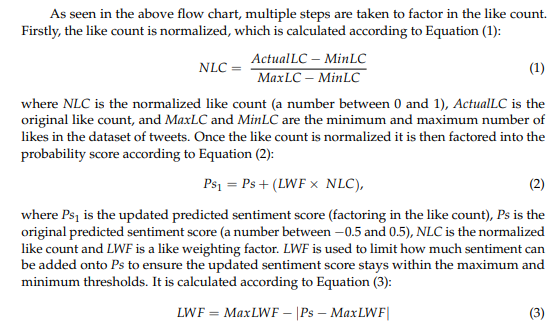 As seen in the above flow chart, multiple steps are taken to factor in the like count.
Firstly, the like count is normalized, which is calculated according to Equation (1):
NLC = (ActualLC − MinLC) / (MaxLC − MinLC) (1)
where NLC is the normalized like count (a number between 0 and 1), ActualLC is the
original like count, and MaxLC and MinLC are the minimum and maximum number of
likes in the dataset of tweets. Once the like count is normalized it is then factored into the
probability score according to Equation (2):
Ps₁ = Ps + (LWF × NLC), (2)
where Ps₁ is the updated predicted sentiment score (factoring in the like count), Ps is the
original predicted sentiment score (a number between −0.5 and 0.5), NLC is the normalized
like count and LWF is a like weighting factor. LWF is used to limit how much sentiment can
be added onto Ps to ensure the updated sentiment score stays within the maximum and
minimum thresholds. It is calculated according to Equation (3):
LWF = MaxLWF − |Ps − MaxLWF| (3)